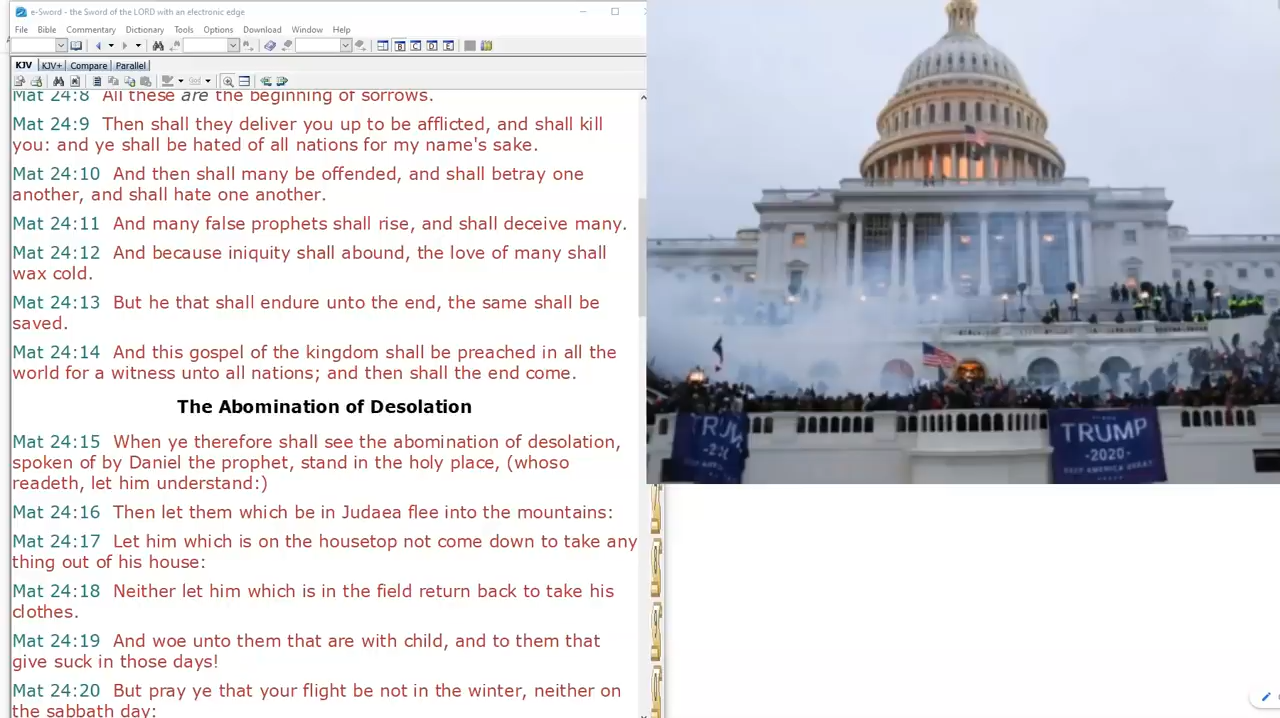 e-Sword - the Sword of the LORD with an electronic edge
File Bible Commentary Dictionary Tools Options Download Window Help
KJV KJV+ Compare Parallel
Mat 24:8 All these are the beginning of sorrows.
Mat 24:9 Then shall they deliver you up to be afflicted, and shall kill
you: and ye shall be hated of all nations for my name's sake.
Mat 24:10 And then shall many be offended, and shall betray one
another, and shall hate one another.
Mat 24:11 And many false prophets shall rise, and shall deceive many.
Mat 24:12 And because iniquity shall abound, the love of many shall
wax cold.
Mat 24:13 But he that shall endure unto the end, the same shall be
saved.
Mat 24:14 And this gospel of the kingdom shall be preached in all the
world for a witness unto all nations; and then shall the end come.
The Abomination of Desolation
Mat 24:15 When ye therefore shall see the abomination of desolation,
spoken of by Daniel the prophet, stand in the holy place, (whoso
readeth, let him understand:)
Mat 24:16 Then let them which be in Judaea flee into the mountains:
Mat 24:17 Let him which is on the housetop not come down to take any
thing out of his house:
Mat 24:18 Neither let him which is in the field return back to take his
clothes.
Mat 24:19 And woe unto them that are with child, and to them that
give suck in those days!
Mat 24:20 But pray ye that your flight be not in the winter, neither on
the sabbath day:
TRUMP
-2020-
KEEP AMERICA GREAT